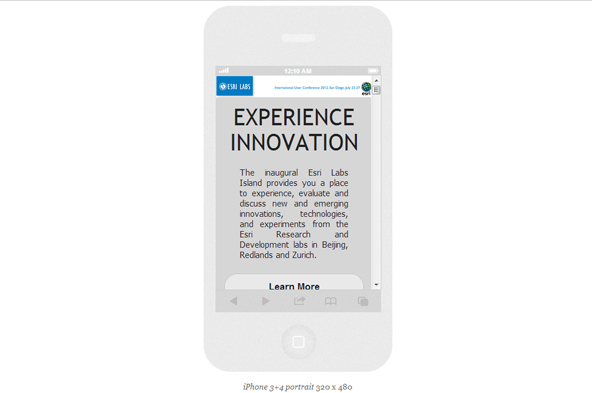 12:10 AM
ESRI LABS
International User Conference 2012 San Diego, July 23-27
esri
EXPERIENCE
INNOVATION
The inaugural Esri Labs
Island provides you a place
to experience, evaluate and
discuss new and emerging
innovations, technologies,
and experiments from the
Esri Research and
Development labs in Beijing,
Redlands and Zurich.
Learn More
iPhone 3+4 portrait 320 x 480